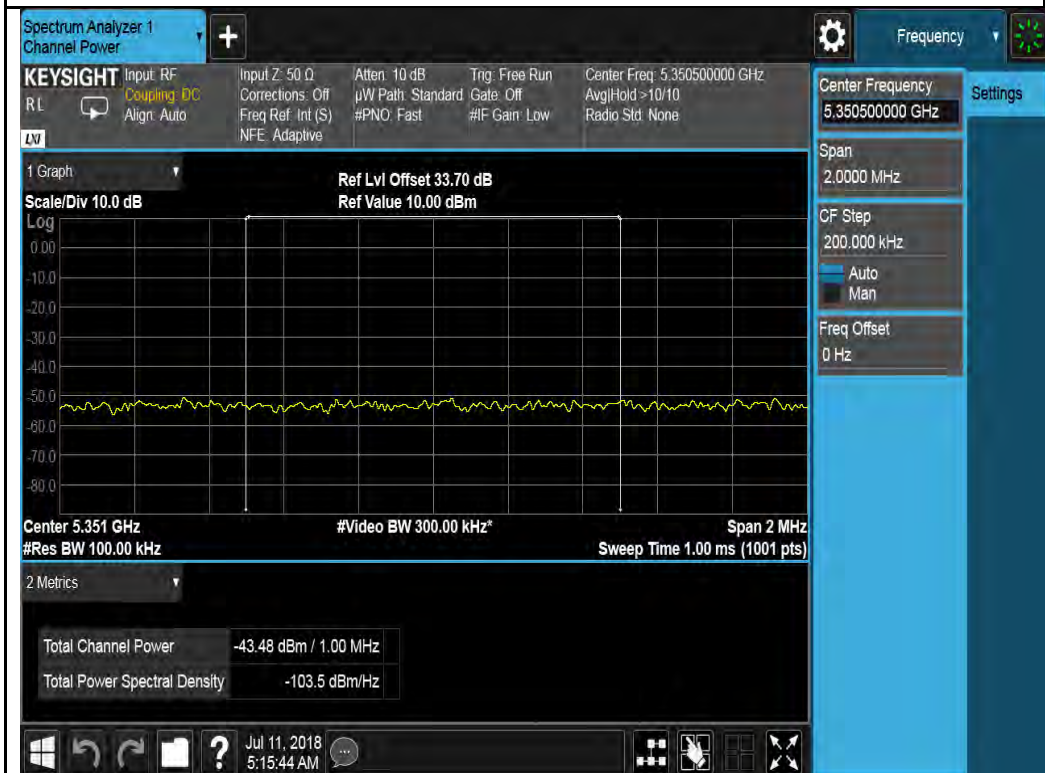 Spectrum Analyzer 1
Channel Power
+
Frequency
KEYSIGHT
RL
LXI
Input: RF
Coupling: DC
Align: Auto
Input Z: 50 Ω
Corrections: Off
Freq Ref: Int (S)
NFE: Adaptive
Atten: 10 dB
µW Path: Standard
#PNO: Fast
Trig: Free Run
Gate: Off
#IF Gain: Low
Center Freq: 5.350500000 GHz
Avg|Hold >10/10
Radio Std: None
Center Frequency
5.350500000 GHz
Settings
Span
2.0000 MHz
CF Step
200.000 kHz
Auto
Man
Freq Offset
0 Hz
1 Graph
Scale/Div 10.0 dB
Ref Lvl Offset 33.70 dB
Ref Value 10.00 dBm
Log
0.00
-10.0
-20.0
-30.0
-40.0
-50.0
-60.0
-70.0
-80.0
Center 5.351 GHz
#Res BW 100.00 kHz
#Video BW 300.00 kHz*
Span 2 MHz
Sweep Time 1.00 ms (1001 pts)
2 Metrics
Total Channel Power -43.48 dBm / 1.00 MHz
Total Power Spectral Density -103.5 dBm/Hz
?
Jul 11, 2018
5:15:44 AM